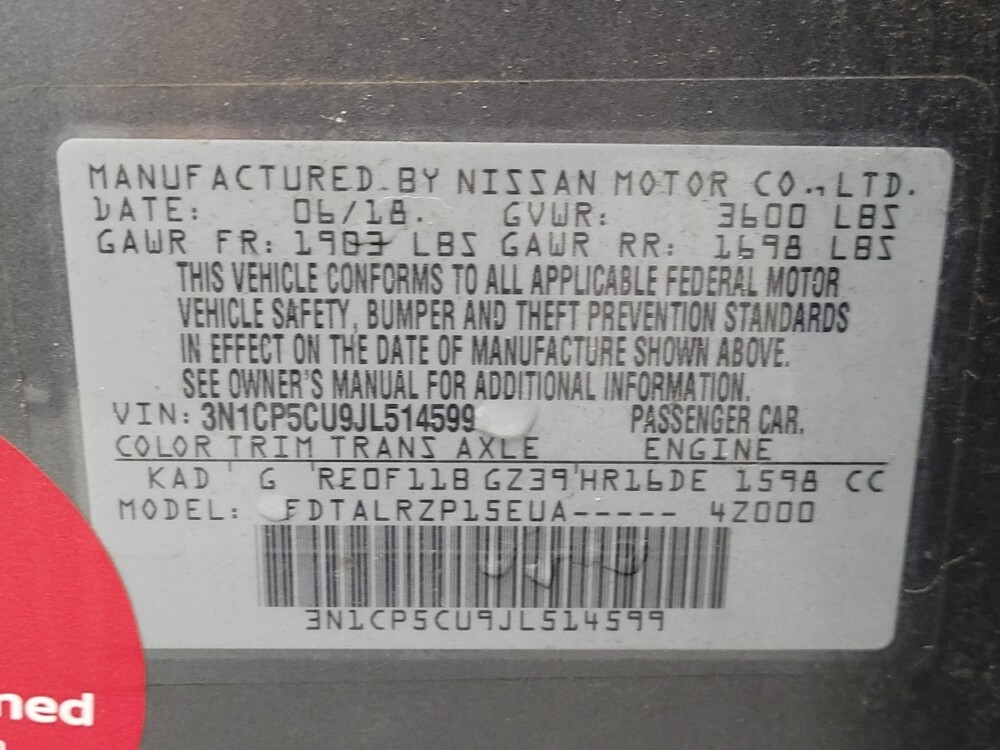 MANUFACTURED BY NISSAN MOTOR CO., LTD.
DATE: 06/18 GVWR: 3600 LBS
GAWR FR: 1903 LBS GAWR RR: 1698 LBS
THIS VEHICLE CONFORMS TO ALL APPLICABLE FEDERAL MOTOR
VEHICLE SAFETY, BUMPER AND THEFT PREVENTION STANDARDS
IN EFFECT ON THE DATE OF MANUFACTURE SHOWN ABOVE.
SEE OWNER'S MANUAL FOR ADDITIONAL INFORMATION.
VIN: 3N1CP5CU9JL514599 PASSENGER CAR.
COLOR TRIM TRANS AXLE ENGINE
KAD G RE0F11B GZ39 HR16DE 1598 CC
MODEL: FDTALRZP15EUA----- 4Z000
3N1CP5CU9JL514599
ned